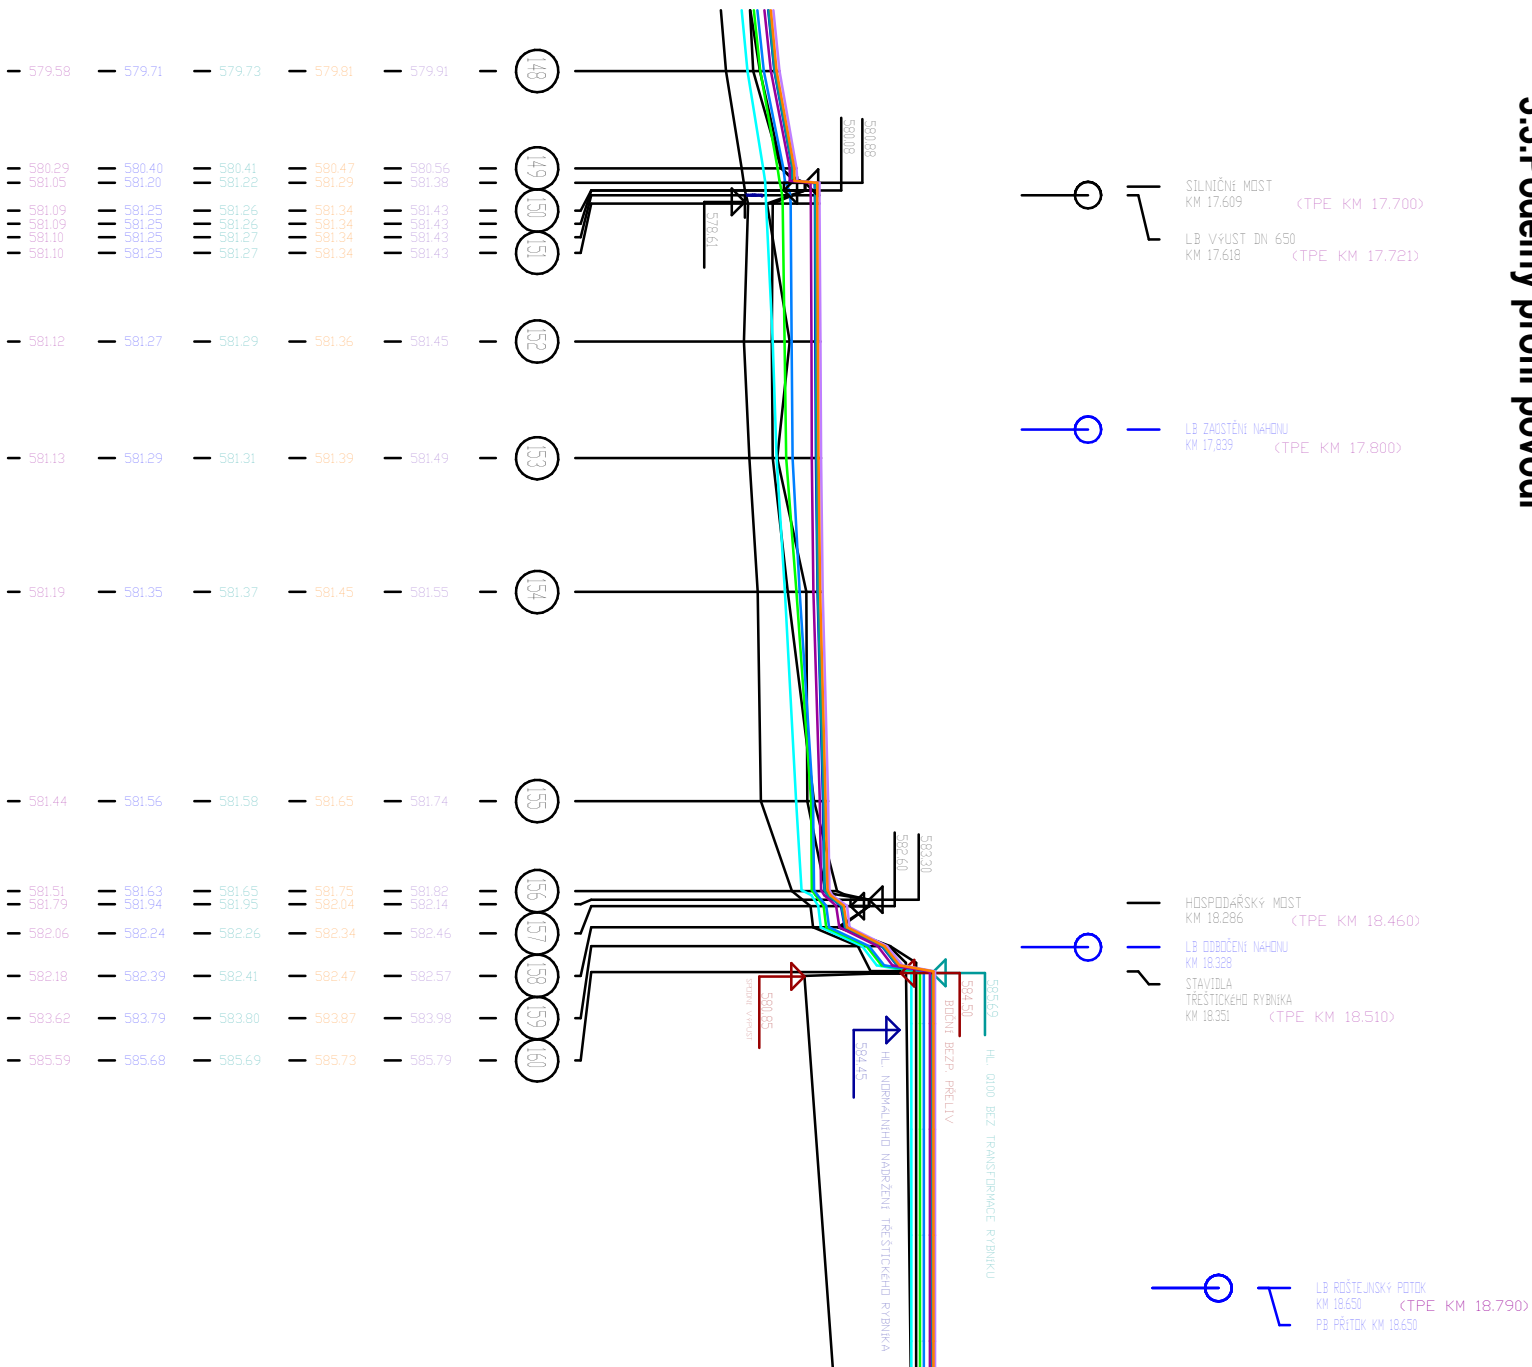 579.58 579.71 579.73 579.81 579.91 148
580.29 580.40 580.41 580.47 580.56 149
581.05 581.20 581.22 581.29 581.38
581.09 581.25 581.26 581.34 581.43 150
581.09 581.25 581.26 581.34 581.43
581.10 581.25 581.27 581.34 581.43
581.10 581.25 581.27 581.34 581.43 151
581.12 581.27 581.29 581.36 581.45 152
581.13 581.29 581.31 581.39 581.49 153
581.19 581.35 581.37 581.45 581.55 154
581.44 581.56 581.58 581.65 581.74 155
581.51 581.63 581.65 581.75 581.82 156
581.79 581.94 581.95 582.04 582.14
582.06 582.24 582.26 582.34 582.46 157
582.18 582.39 582.41 582.47 582.57 158
583.62 583.79 583.80 583.87 583.98 159
585.59 585.68 585.69 585.73 585.79 160
580.08
580.88
578.61
582.60
583.30
580.85
SPODNÍ VÝPUST
584.45
HL. NORMÁLNÍHO NADRŽENÍ TŘEŠTICKÉHO RYBNÍKA
584.50
BOČNÍ BEZP. PŘELIV
585.69
HL. Q100 BEZ TRANSFORMACE RYBNÍKU
SILNIČNÍ MOST
KM 17.609 (TPE KM 17.700)
LB VÝUST DN 650
KM 17.618 (TPE KM 17.721)
LB ZAÚSTĚNÍ NÁHONU
KM 17,839 (TPE KM 17.800)
HOSPODÁŘSKÝ MOST
KM 18.286 (TPE KM 18.460)
LB ODBOČENÍ NÁHONU
KM 18.328
STAVIDLA
TŘEŠTICKÉHO RYBNÍKA
KM 18.351 (TPE KM 18.510)
LB ROŠTEJNSKÝ POTOK
KM 18.650 (TPE KM 18.790)
PB PŘÍTOK KM 18.650
Podélný profil povodí